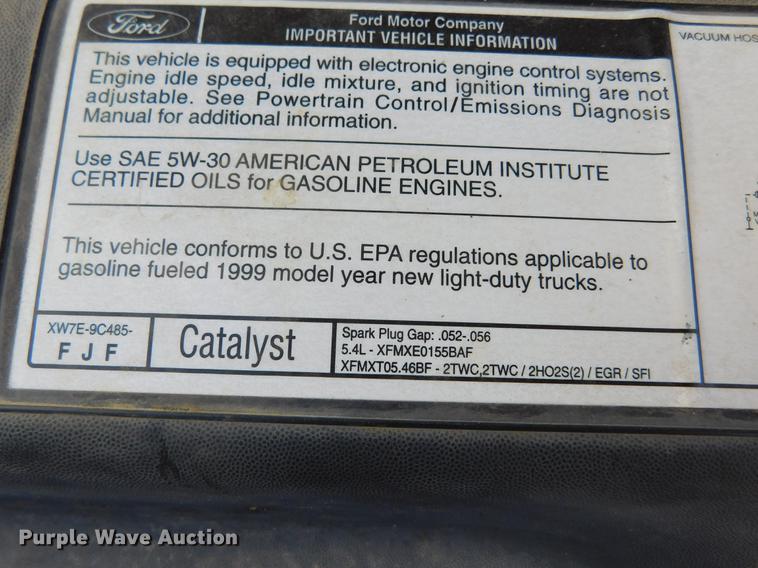 Ford
Ford Motor Company
IMPORTANT VEHICLE INFORMATION
VACUUM HOS
This vehicle is equipped with electronic engine control systems.
Engine idle speed, idle mixture, and ignition timing are not
adjustable. See Powertrain Control/Emissions Diagnosis
Manual for additional information.
Use SAE 5W-30 AMERICAN PETROLEUM INSTITUTE
CERTIFIED OILS for GASOLINE ENGINES.
This vehicle conforms to U.S. EPA regulations applicable to
gasoline fueled 1999 model year new light-duty trucks.
XW7E-9C485-
F J F
Catalyst
Spark Plug Gap: .052-.056
5.4L - XFMXE0155BAF
XFMXT05.46BF - 2TWC,2TWC / 2HO2S(2) / EGR / SFI
Purple Wave Auction